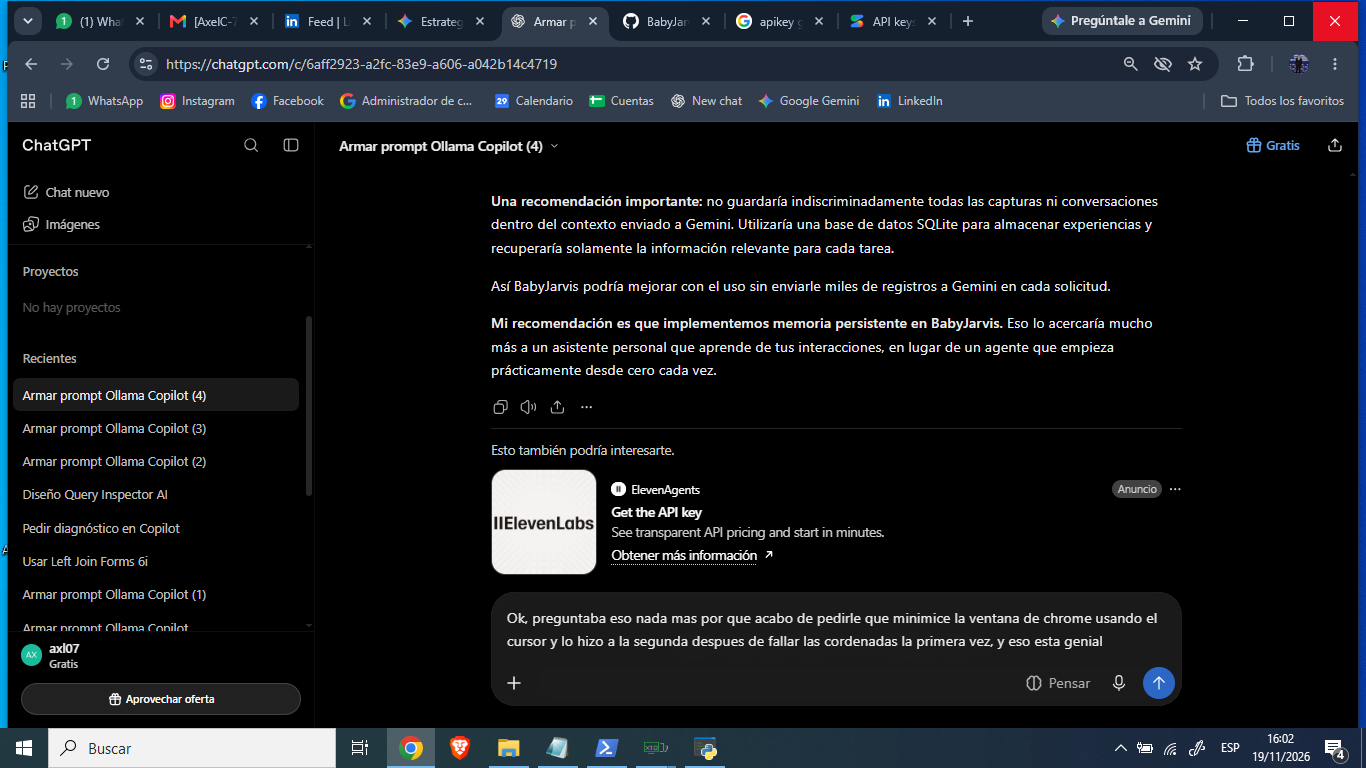 (1) Wha
[AxelC-7
Feed | L
Estrateg
Armar p
BabyJar
apikey g
API key
Pregúntale a Gemini
https://chatgpt.com/c/6aff2923-a2fc-83e9-a606-a042b14c4719
WhatsApp
Instagram
Facebook
Administrador de c...
Calendario
Cuentas
New chat
Google Gemini
LinkedIn
Todos los favoritos
ChatGPT
Chat nuevo
Imágenes
Proyectos
No hay proyectos
Recientes
Armar prompt Ollama Copilot (4)
Armar prompt Ollama Copilot (3)
Armar prompt Ollama Copilot (2)
Diseño Query Inspector AI
Pedir diagnóstico en Copilot
Usar Left Join Forms 6i
Armar prompt Ollama Copilot (1)
Armar prompt Ollama Copilot
AX
axl07
Gratis
Aprovechar oferta
Armar prompt Ollama Copilot (4)
Gratis
Una recomendación importante: no guardaría indiscriminadamente todas las capturas ni conversaciones
dentro del contexto enviado a Gemini. Utilizaría una base de datos SQLite para almacenar experiencias y
recuperaría solamente la información relevante para cada tarea.
Así BabyJarvis podría mejorar con el uso sin enviarle miles de registros a Gemini en cada solicitud.
Mi recomendación es que implementemos memoria persistente en BabyJarvis. Eso lo acercaría mucho
más a un asistente personal que aprende de tus interacciones, en lugar de un agente que empieza
prácticamente desde cero cada vez.
Esto también podría interesarte.
IIElevenLabs
ElevenAgents
Anuncio
Get the API key
See transparent API pricing and start in minutes.
Obtener más información
Ok, preguntaba eso nada mas por que acabo de pedirle que minimice la ventana de chrome usando el
cursor y lo hizo a la segunda despues de fallar las cordenadas la primera vez, y eso esta genial
Pensar
Buscar
ESP
16:02
19/11/2026
4